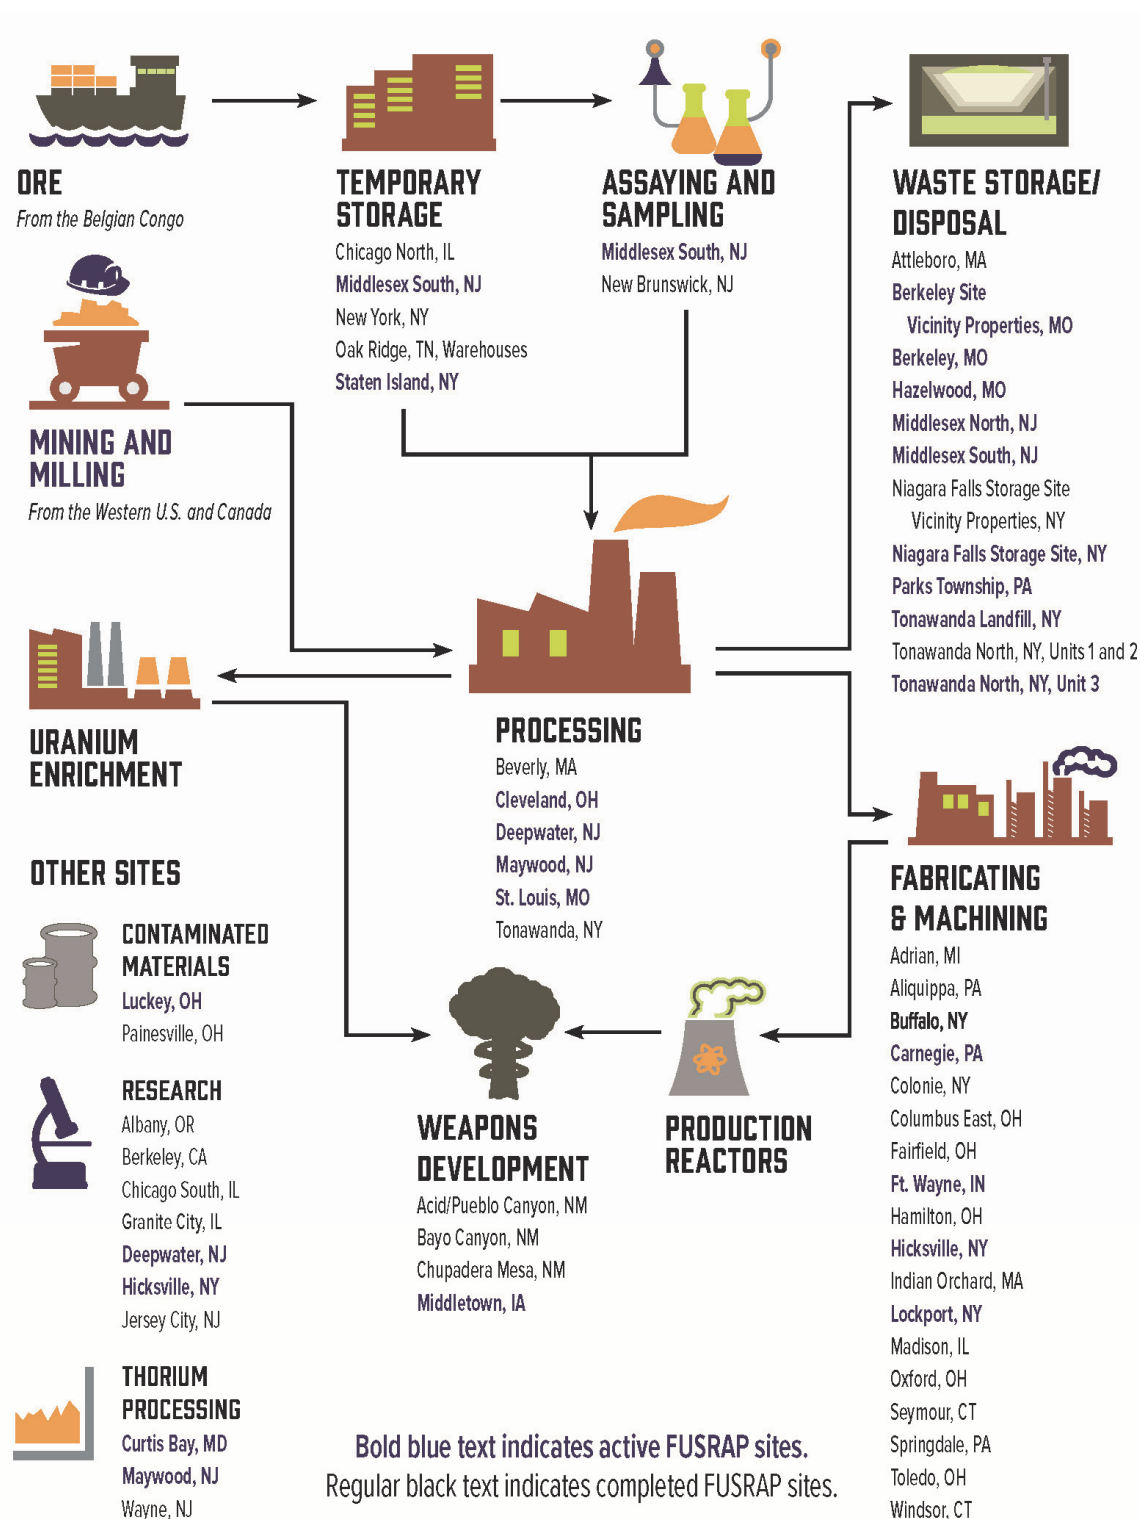 ORE
From the Belgian Congo
MINING AND
MILLING
From the Western U.S. and Canada
TEMPORARY
STORAGE
Chicago North, IL
Middlesex South, NJ
New York, NY
Oak Ridge, TN, Warehouses
Staten Island, NY
ASSAYING AND
SAMPLING
Middlesex South, NJ
New Brunswick, NJ
WASTE STORAGE/
DISPOSAL
Attleboro, MA
Berkeley Site
Vicinity Properties, MO
Berkeley, MO
Hazelwood, MO
Middlesex North, NJ
Middlesex South, NJ
Niagara Falls Storage Site
Vicinity Properties, NY
Niagara Falls Storage Site, NY
Parks Township, PA
Tonawanda Landfill, NY
Tonawanda North, NY, Units 1 and 2
Tonawanda North, NY, Unit 3
URANIUM
ENRICHMENT
PROCESSING
Beverly, MA
Cleveland, OH
Deepwater, NJ
Maywood, NJ
St. Louis, MO
Tonawanda, NY
FABRICATING
& MACHINING
Adrian, MI
Aliquippa, PA
Buffalo, NY
Carnegie, PA
Colonie, NY
Columbus East, OH
Fairfield, OH
Ft. Wayne, IN
Hamilton, OH
Hicksville, NY
Indian Orchard, MA
Lockport, NY
Madison, IL
Oxford, OH
Seymour, CT
Springdale, PA
Toledo, OH
Windsor, CT
PRODUCTION
REACTORS
WEAPONS
DEVELOPMENT
Acid/Pueblo Canyon, NM
Bayo Canyon, NM
Chupadera Mesa, NM
Middletown, IA
OTHER SITES
CONTAMINATED
MATERIALS
Luckey, OH
Painesville, OH
RESEARCH
Albany, OR
Berkeley, CA
Chicago South, IL
Granite City, IL
Deepwater, NJ
Hicksville, NY
Jersey City, NJ
THORIUM
PROCESSING
Curtis Bay, MD
Maywood, NJ
Wayne, NJ
Bold blue text indicates active FUSRAP sites.
Regular black text indicates completed FUSRAP sites.